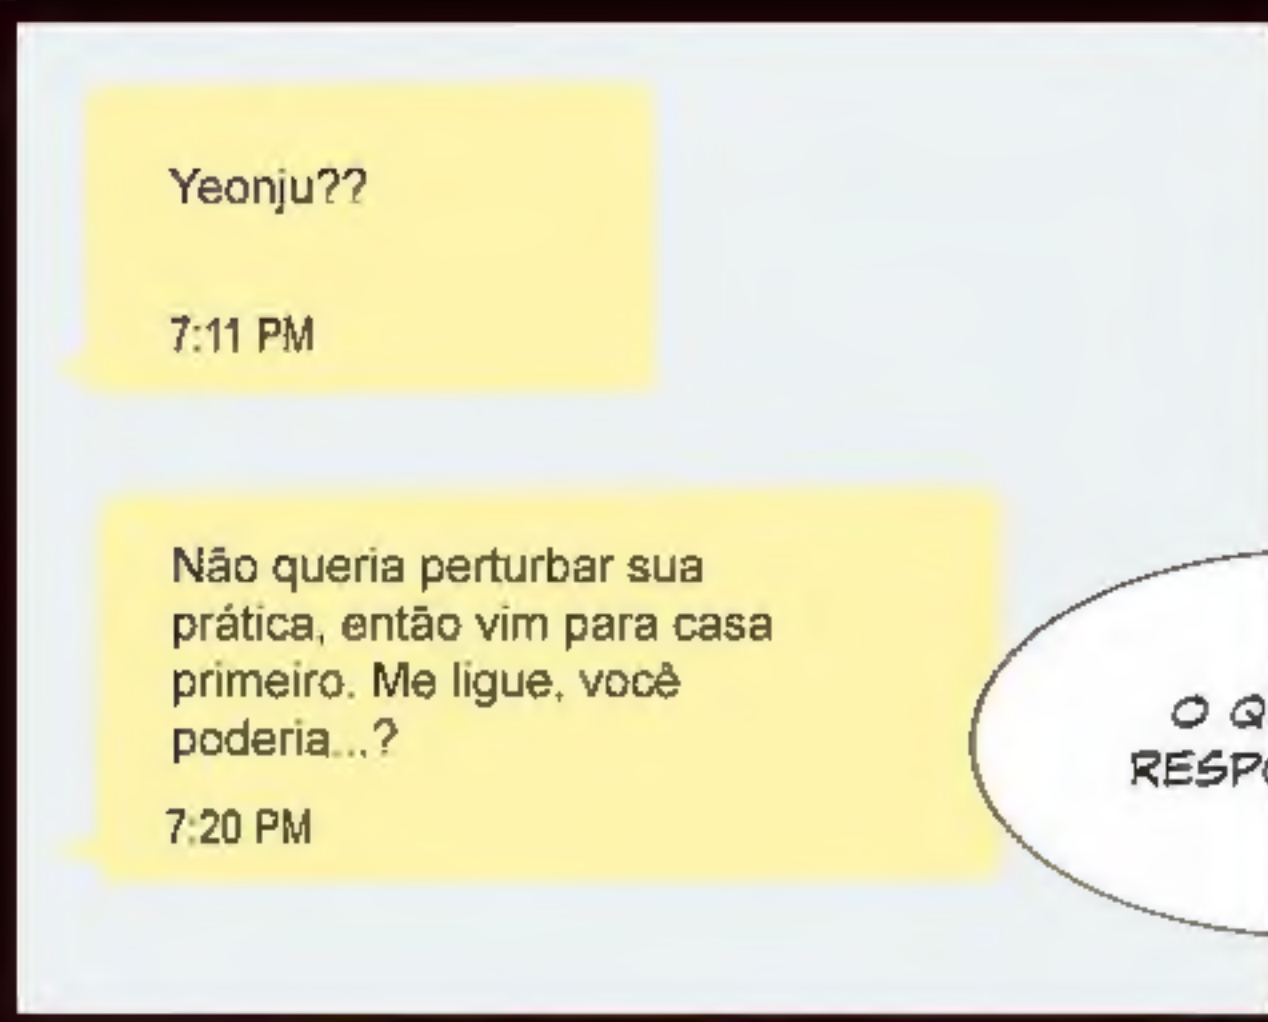 Yeonju??
7:11 PM
Não queria perturbar sua
prática, então vim para casa
primeiro. Me ligue, você
poderia...?
7:20 PM
O